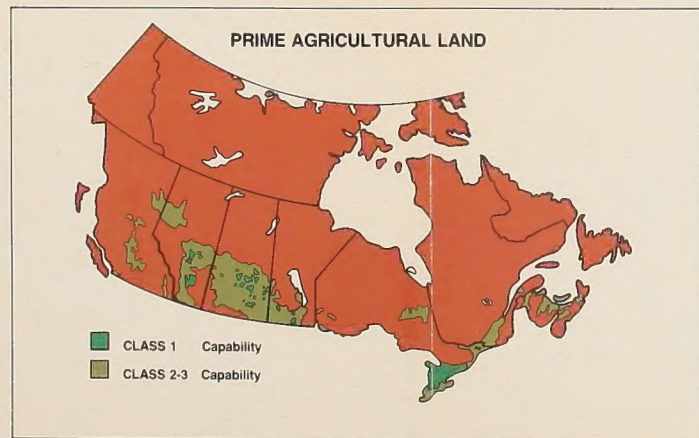 PRIME AGRICULTURAL LAND
CLASS 1 Capability
CLASS 2-3 Capability